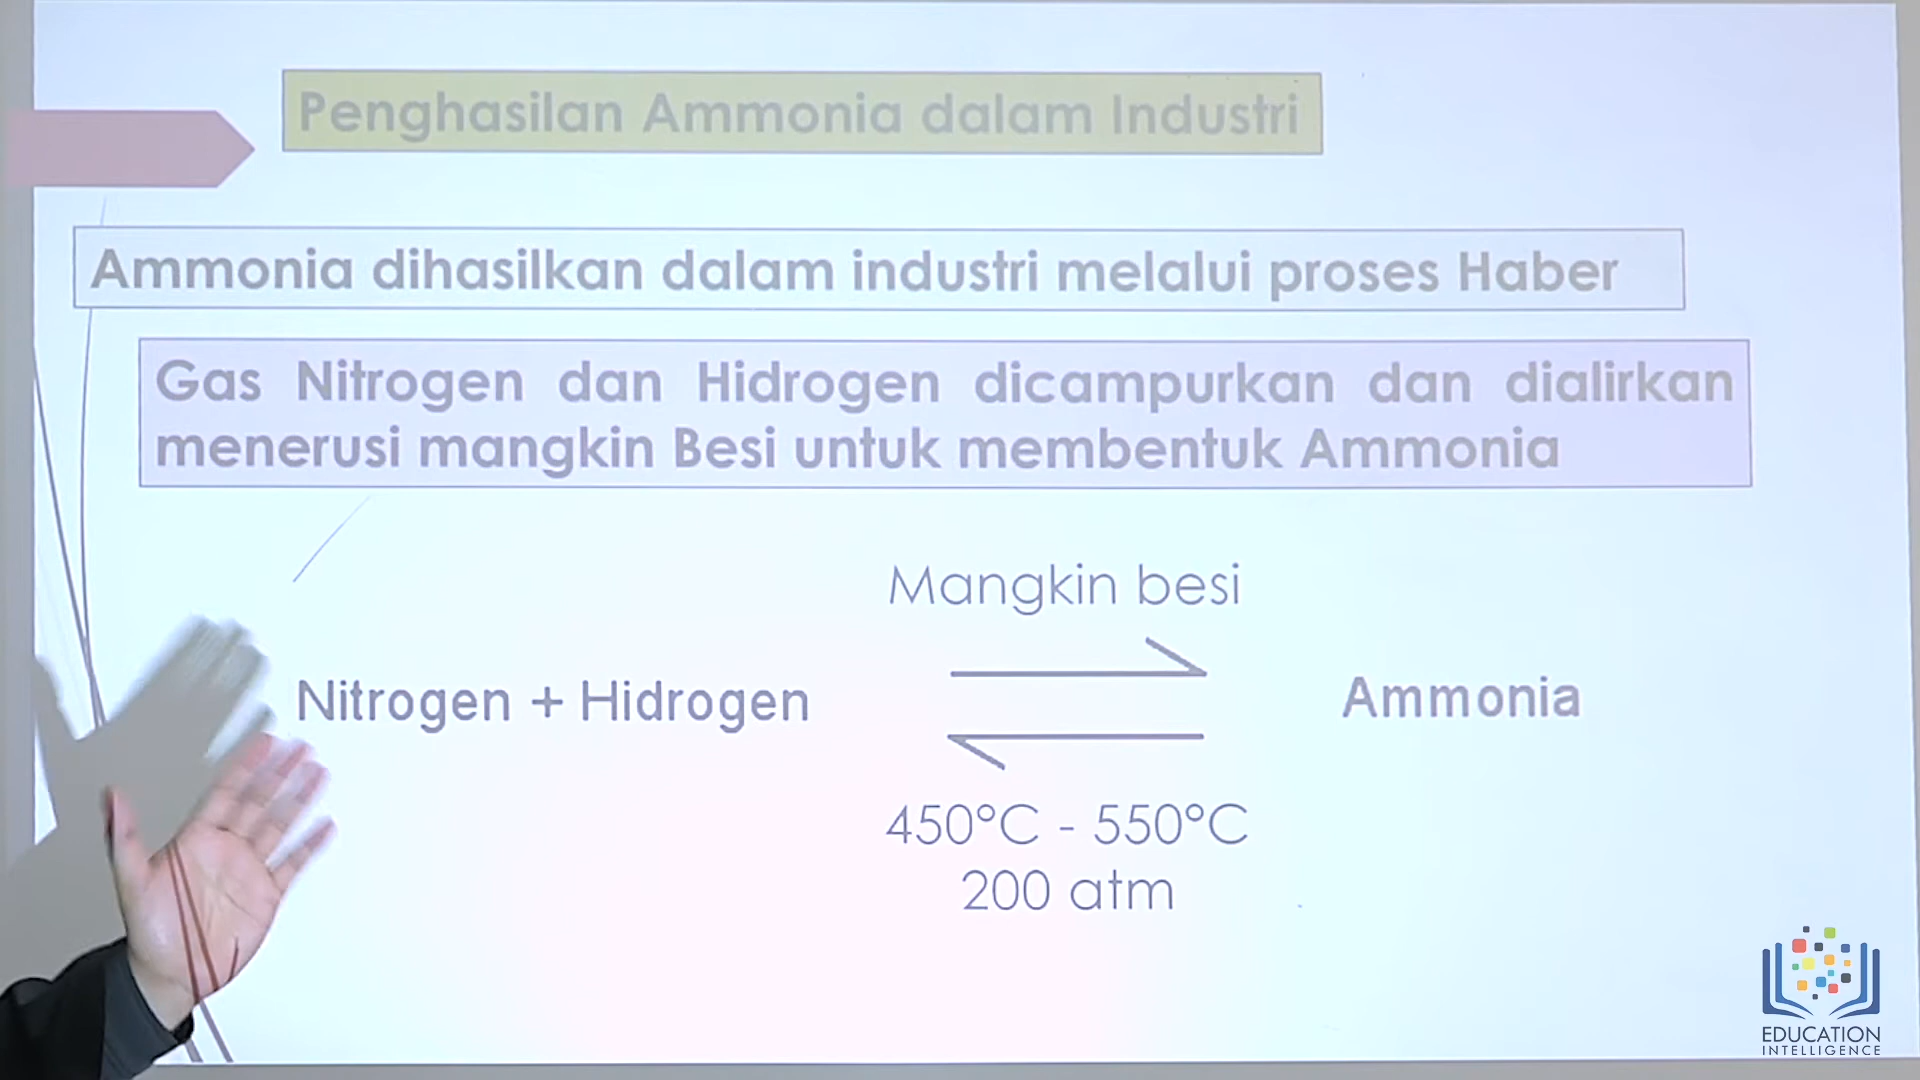 Penghasilan Ammonia dalam Industri
Ammonia dihasilkan dalam industri melalui proses Haber
Gas Nitrogen dan Hidrogen dicampurkan dan dialirkan
menerusi mangkin Besi untuk membentuk Ammonia
Mangkin besi
Nitrogen + Hidrogen
Ammonia
450°C - 550°C
200 atm
EDUCATION
INTELLIGENCE